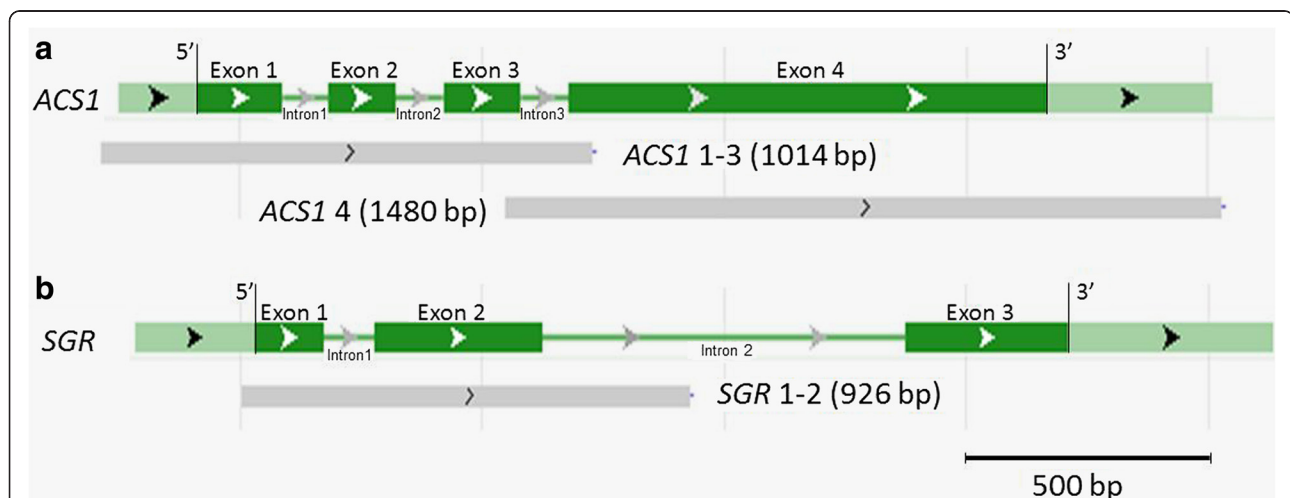 a
5’ 3’
Exon 1 Exon 2 Exon 3 Exon 4
ACS1
Intron1 Intron2 Intron3
ACS1 1-3 (1014 bp)
ACS1 4 (1480 bp)
b
5’ 3’
Exon 1 Exon 2 Exon 3
SGR
Intron1 Intron 2
SGR 1-2 (926 bp)
500 bp